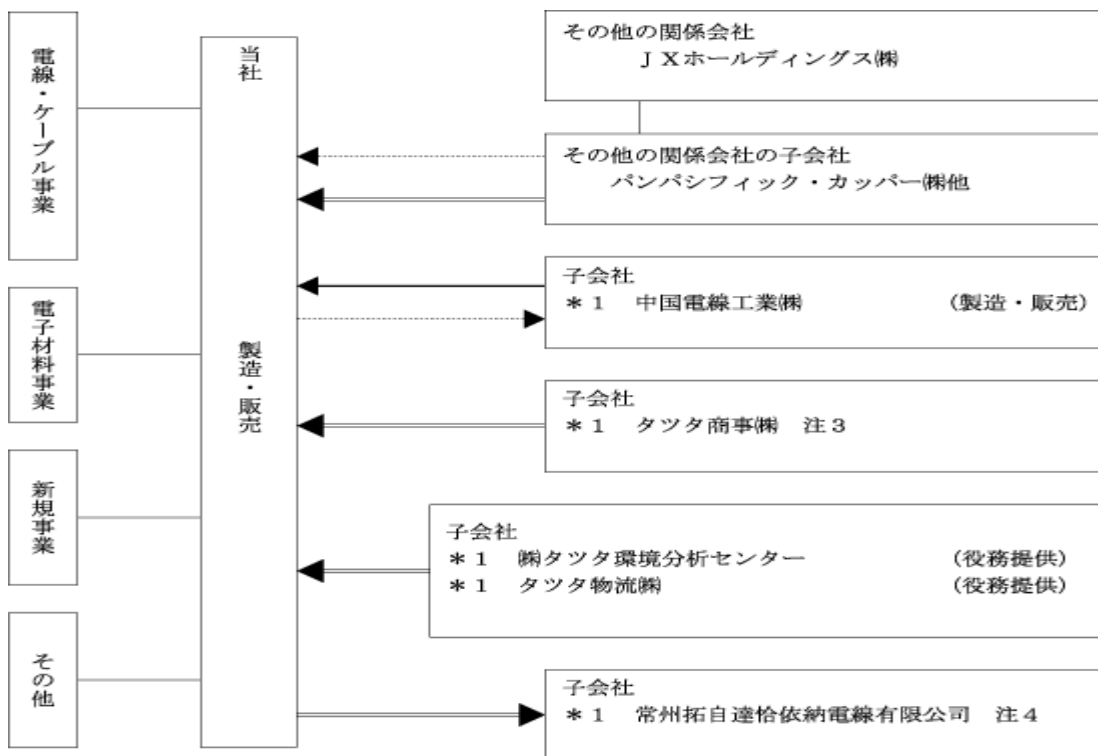 電線・ケーブル事業
電子材料事業
新規事業
その他
当社
製造・販売
その他の関係会社
ＪＸホールディングス㈱
その他の関係会社の子会社
パンパシフィック・カッパー㈱他
子会社
＊１　中国電線工業㈱　（製造・販売）
子会社
＊１　タツタ商事㈱　注３
子会社
＊１　㈱タツタ環境分析センター　（役務提供）
＊１　タツタ物流㈱　（役務提供）
子会社
＊１　常州拓自達恰依納電線有限公司　注４